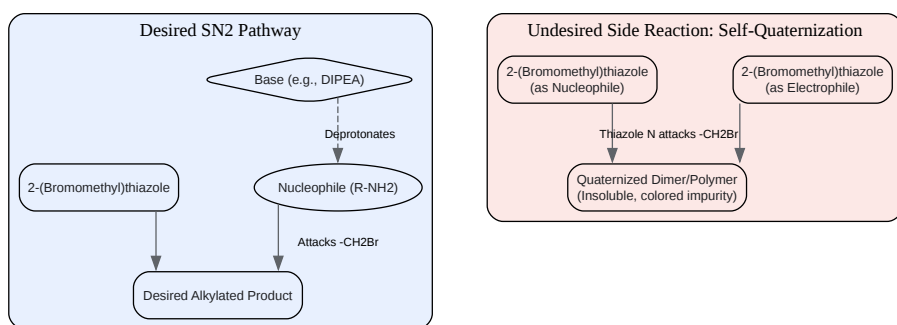 Desired SN2 Pathway
Base (e.g., DIPEA)
Deprotonates
2-(Bromomethyl)thiazole
Nucleophile (R-NH2)
Attacks -CH2Br
Desired Alkylated Product
Undesired Side Reaction: Self-Quaternization
2-(Bromomethyl)thiazole
(as Nucleophile)
2-(Bromomethyl)thiazole
(as Electrophile)
Thiazole N attacks -CH2Br
Quaternized Dimer/Polymer
(Insoluble, colored impurity)